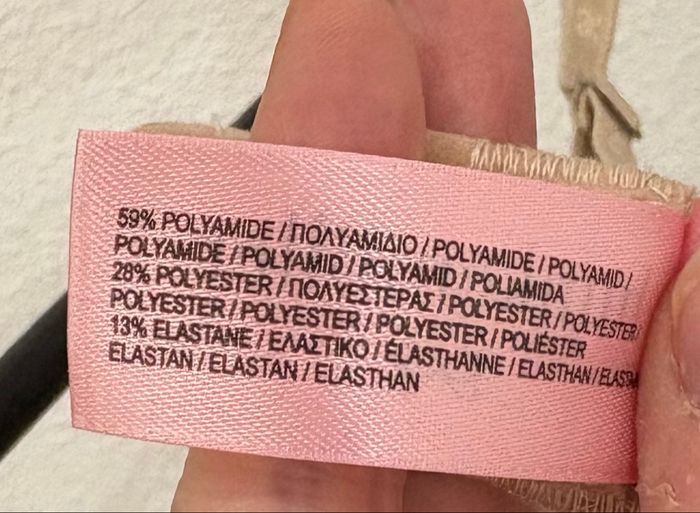 59% POLYAMIDE / ΠΟΛΥΑΜΙΔΙΟ / POLYAMIDE / POLYAMID /
POLYAMIDE / POLYAMID / POLYAMID / POLIAMIDA
28% POLYESTER / ΠΟΛΥΕΣΤΕΡΑΣ / POLYESTER / POLYESTER
POLYESTER / POLYESTER / POLYESTER / POLIÉSTER
13% ELASTANE / ΕΛΑΣΤΙΚΟ / ÉLASTHANNE / ELASTHAN /
ELASTAN / ELASTAN / ELASTHAN